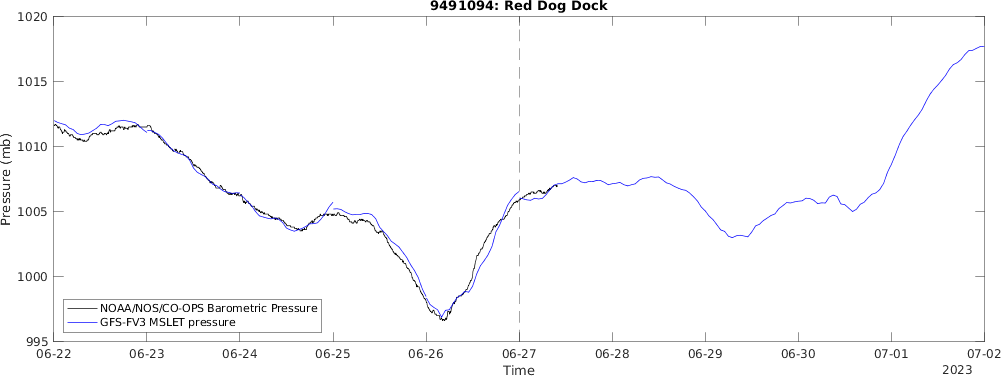 9491094: Red Dog Dock
1020
1015
1010
1005
1000
995
Pressure (mb)
NOAA/NOS/CO-OPS Barometric Pressure
GFS-FV3 MSLET pressure
06-22 06-23 06-24 06-25 06-26 06-27 06-28 06-29 06-30 07-01 07-02
Time
2023